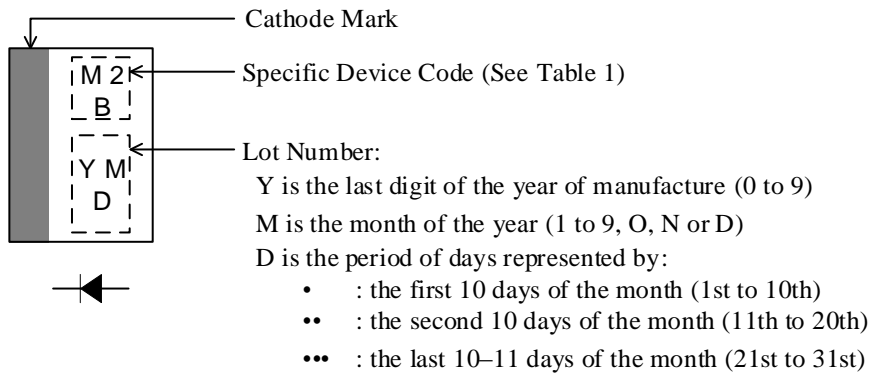 Cathode Mark
M 2
B
Specific Device Code (See Table 1)
Y M
D
Lot Number:
Y is the last digit of the year of manufacture (0 to 9)
M is the month of the year (1 to 9, O, N or D)
D is the period of days represented by:
• : the first 10 days of the month (1st to 10th)
•• : the second 10 days of the month (11th to 20th)
••• : the last 10–11 days of the month (21st to 31st)